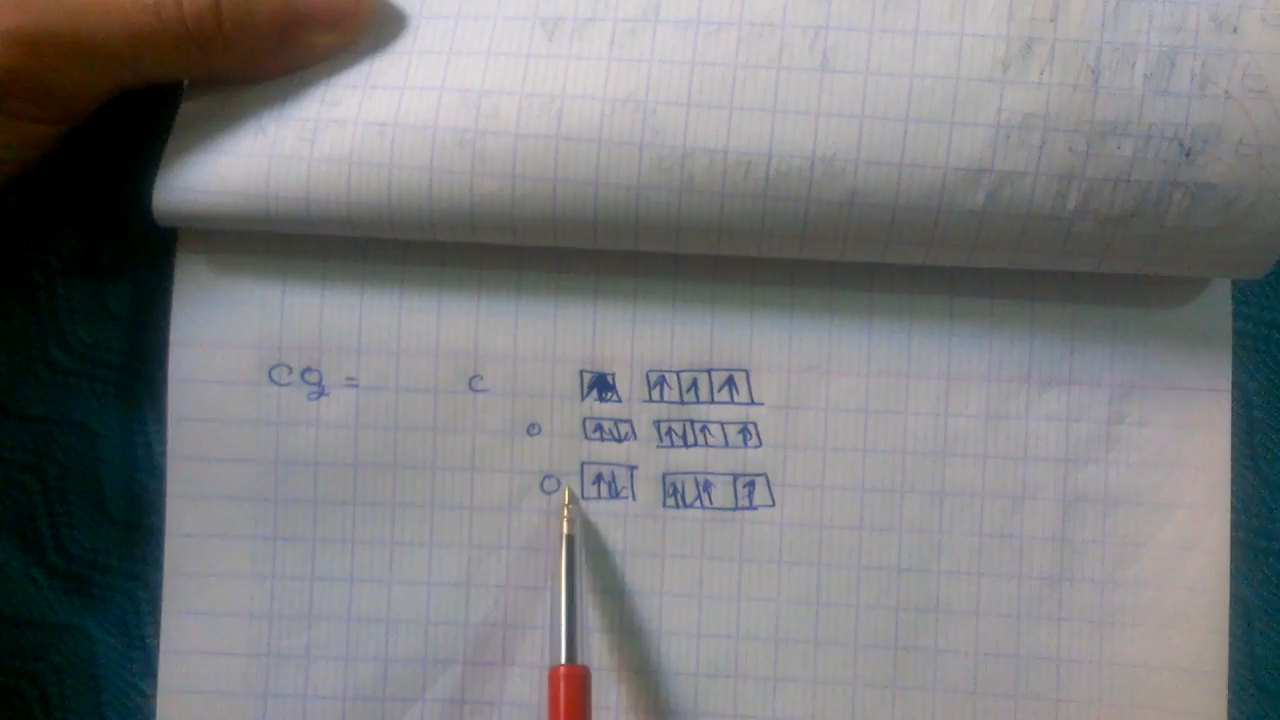 CO₂ = C ↑ ↑ ↑ ↑
O ↑↓ ↑↓ ↑ ↑
O ↑↓ ↑↓ ↑ ↑